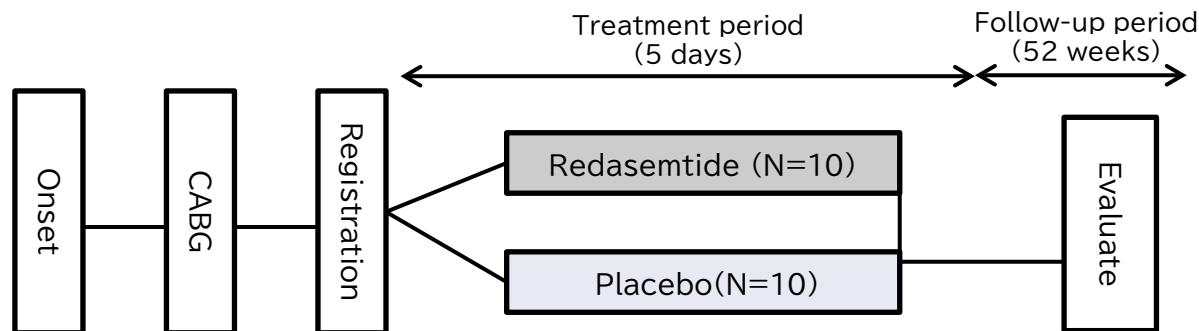 Treatment period
(5 days)
Follow-up period
(52 weeks)
Onset
CABG
Registration
Redasemtide (N=10)
Placebo(N=10)
Evaluate